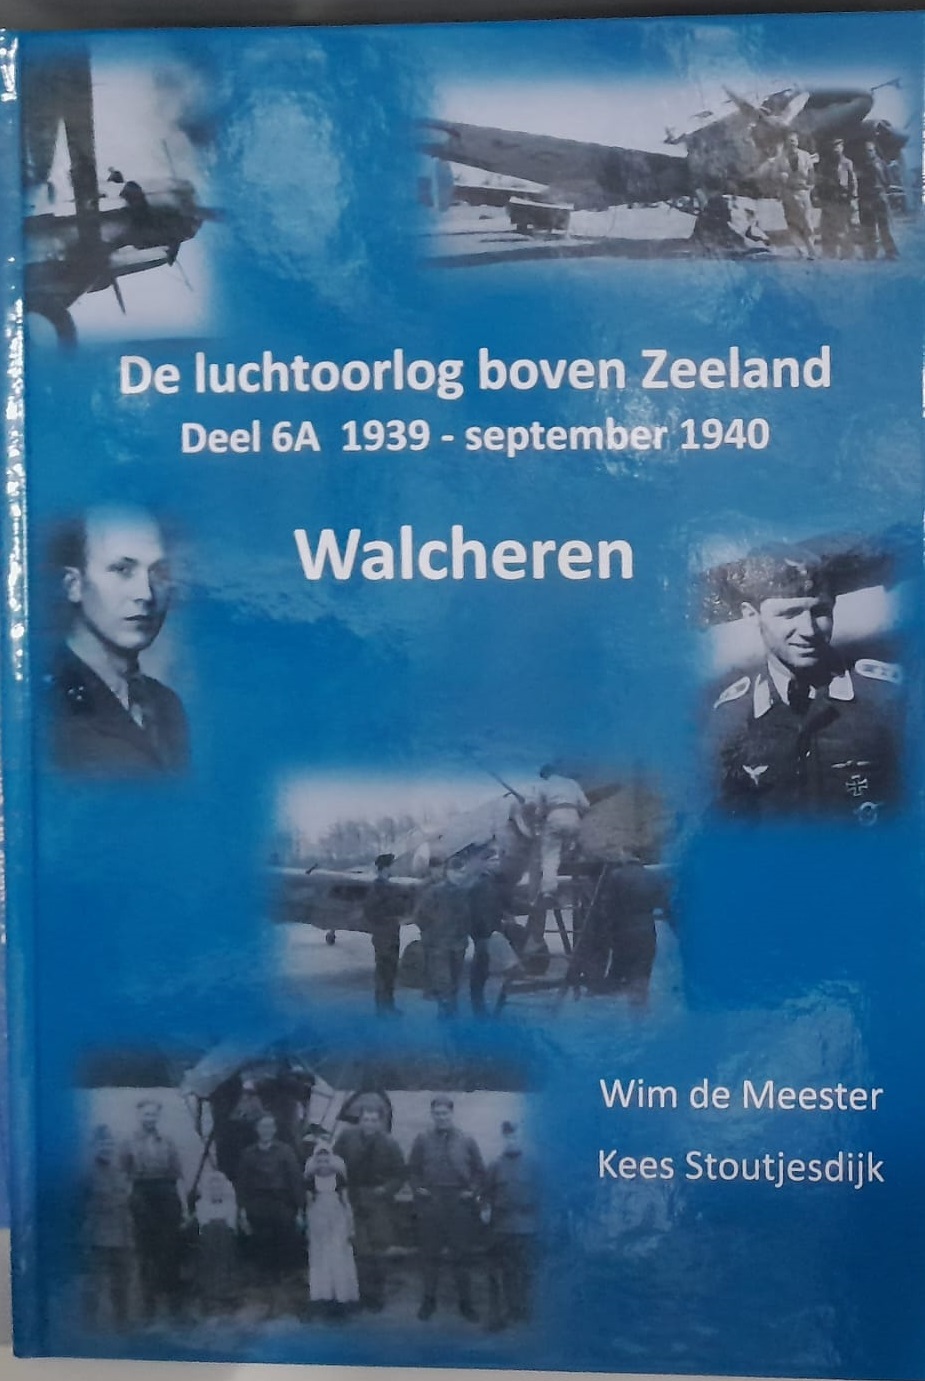 De luchtoorlog boven Zeeland
Deel 6A 1939 - september 1940
Walcheren
Wim de Meester
Kees Stoutjesdijk